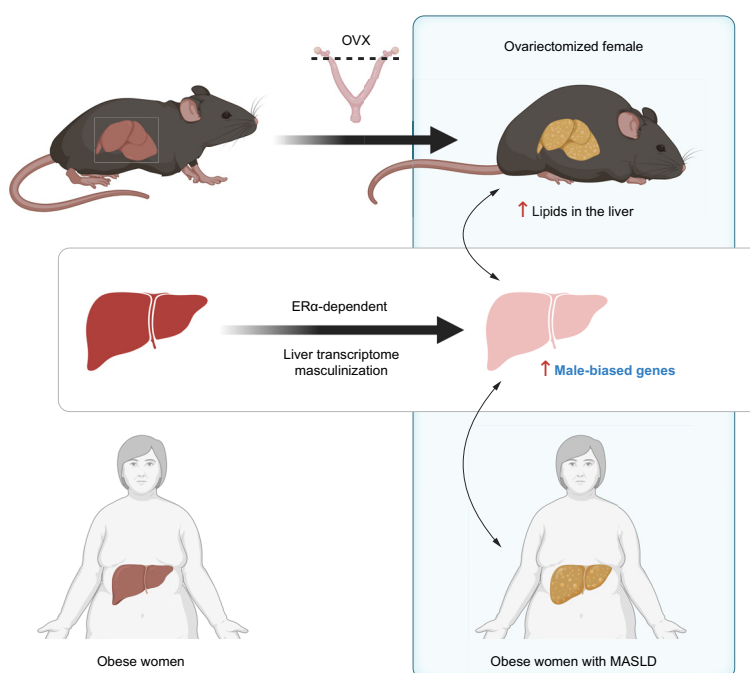 OVX
Ovariectomized female
↑ Lipids in the liver
ERα-dependent
Liver transcriptome
masculinization
↑ Male-biased genes
Obese women
Obese women with MASLD